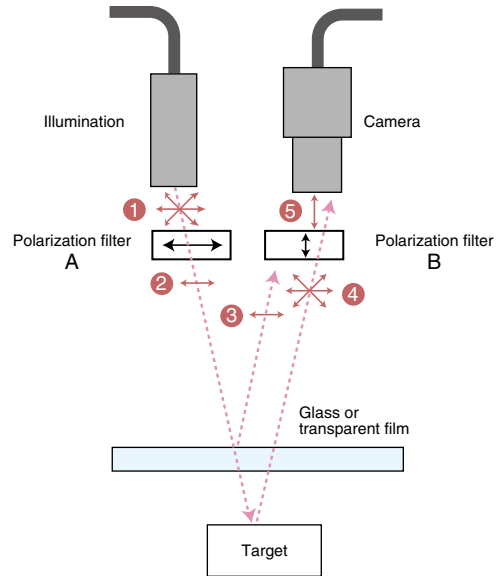 Illumination
Camera
1
5
Polarization filter
A
Polarization filter
B
2
3
4
Glass or
transparent film
Target